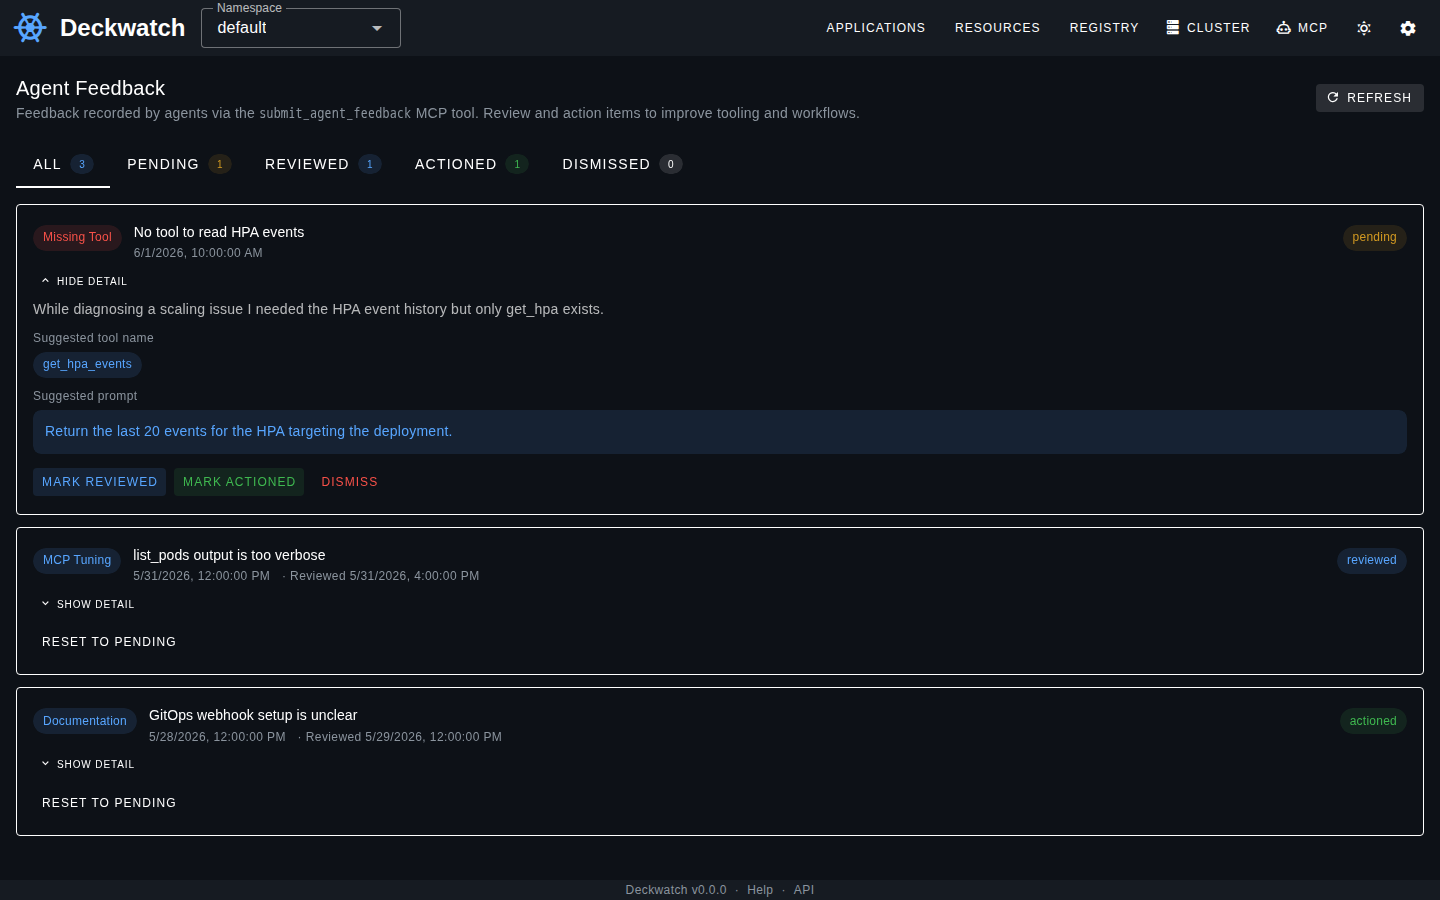 Deckwatch
Namespace
default
APPLICATIONS
RESOURCES
REGISTRY
CLUSTER
MCP
Agent Feedback
Feedback recorded by agents via the submit_agent_feedback MCP tool. Review and action items to improve tooling and workflows.
REFRESH
ALL 3
PENDING 1
REVIEWED 1
ACTIONED 1
DISMISSED 0
Missing Tool
No tool to read HPA events
6/1/2026, 10:00:00 AM
pending
HIDE DETAIL
While diagnosing a scaling issue I needed the HPA event history but only get_hpa exists.
Suggested tool name
get_hpa_events
Suggested prompt
Return the last 20 events for the HPA targeting the deployment.
MARK REVIEWED
MARK ACTIONED
DISMISS
MCP Tuning
list_pods output is too verbose
5/31/2026, 12:00:00 PM · Reviewed 5/31/2026, 4:00:00 PM
reviewed
SHOW DETAIL
RESET TO PENDING
Documentation
GitOps webhook setup is unclear
5/28/2026, 12:00:00 PM · Reviewed 5/29/2026, 12:00:00 PM
actioned
SHOW DETAIL
RESET TO PENDING
Deckwatch v0.0.0 · Help · API